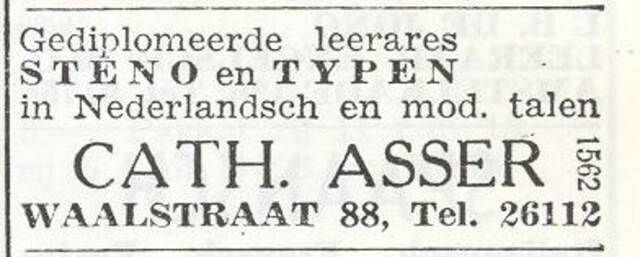 Gediplomeerde leerares
STÉNO en TYPEN
in Nederlandsch en mod. talen
CATH. ASSER
1562
WAALSTRAAT 88, Tel. 26112